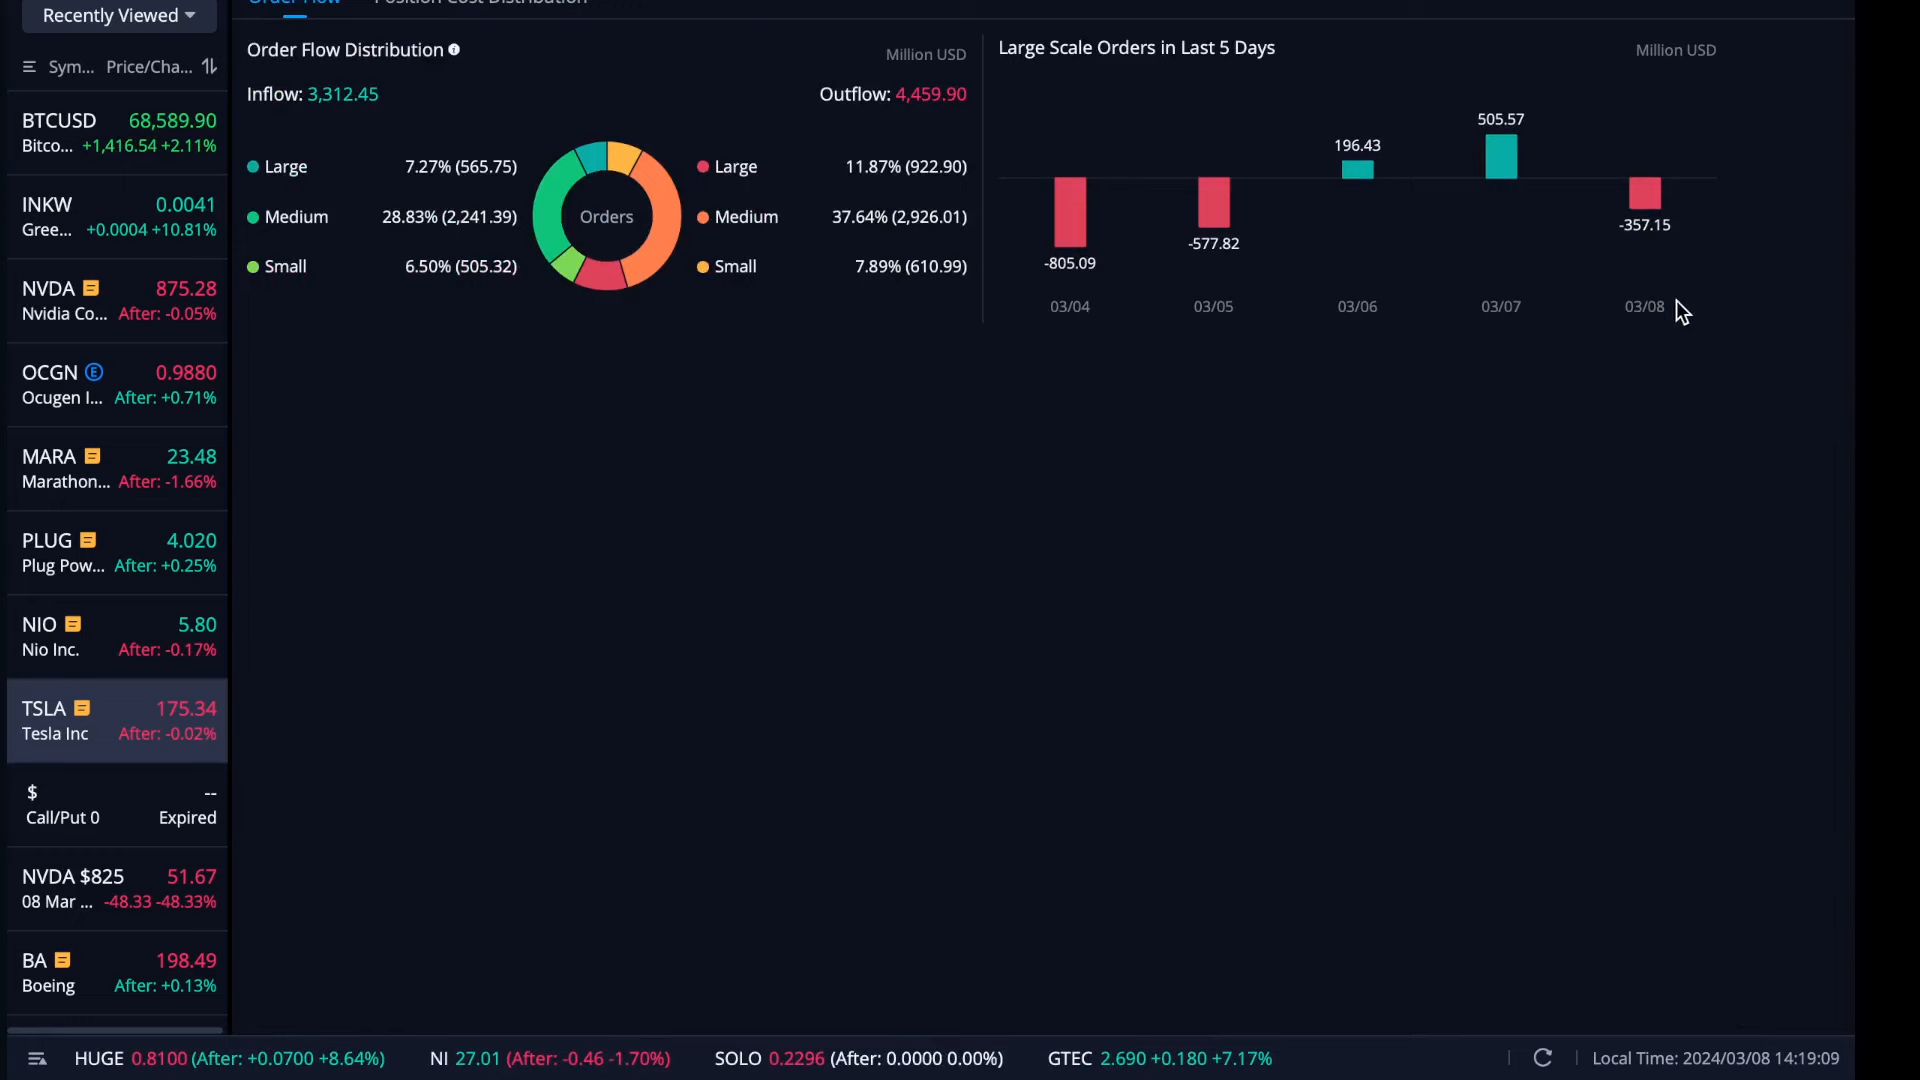 Order Flow Position Cost Distribution
Recently Viewed
Sym... Price/Cha...
BTCUSD 68,589.90
Bitco... +1,416.54 +2.11%
INKW 0.0041
Gree... +0.0004 +10.81%
NVDA 875.28
Nvidia Co... After: -0.05%
OCGN E 0.9880
Ocugen I... After: +0.71%
MARA 23.48
Marathon... After: -1.66%
PLUG 4.020
Plug Pow... After: +0.25%
NIO 5.80
Nio Inc. After: -0.17%
TSLA 175.34
Tesla Inc After: -0.02%
$ --
Call/Put 0 Expired
NVDA $825 51.67
08 Mar ... -48.33 -48.33%
BA 198.49
Boeing After: +0.13%
Order Flow Distribution Million USD
Inflow: 3,312.45 Outflow: 4,459.90
Large 7.27% (565.75) Large 11.87% (922.90)
Medium 28.83% (2,241.39) Orders Medium 37.64% (2,926.01)
Small 6.50% (505.32) Small 7.89% (610.99)
Large Scale Orders in Last 5 Days Million USD
505.57
196.43
-357.15
-577.82
-805.09
03/04 03/05 03/06 03/07 03/08
HUGE 0.8100 (After: +0.0700 +8.64%) NI 27.01 (After: -0.46 -1.70%) SOLO 0.2296 (After: 0.0000 0.00%) GTEC 2.690 +0.180 +7.17% Local Time: 2024/03/08 14:19:09